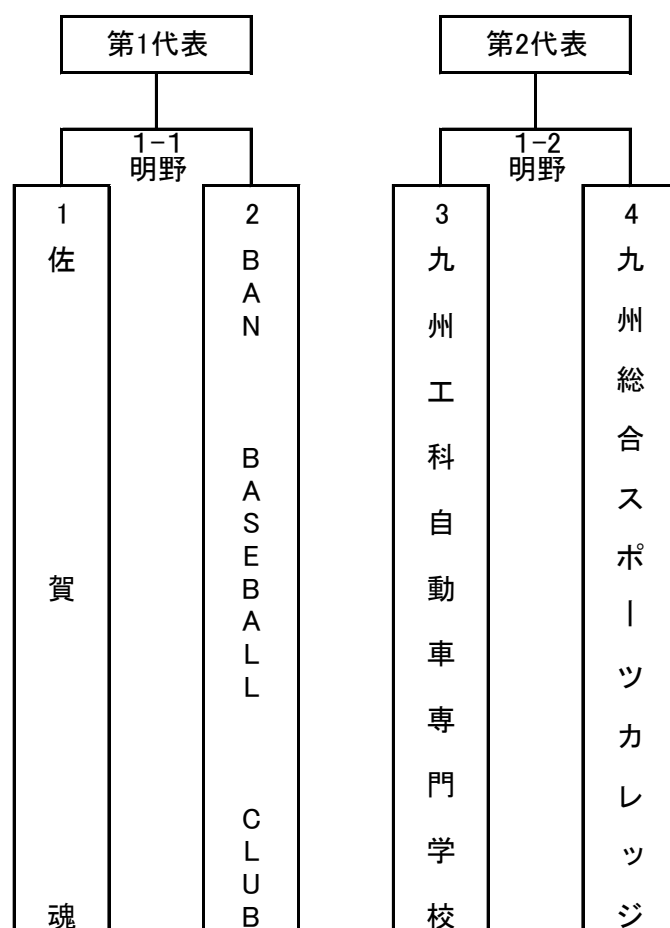 第1代表
第2代表
1-1
明野
1-2
明野
1
佐賀魂
2
BAN BASEBALL CLUB
3
九州工科自動車専門学校
4
九州総合スポーツカレッジ